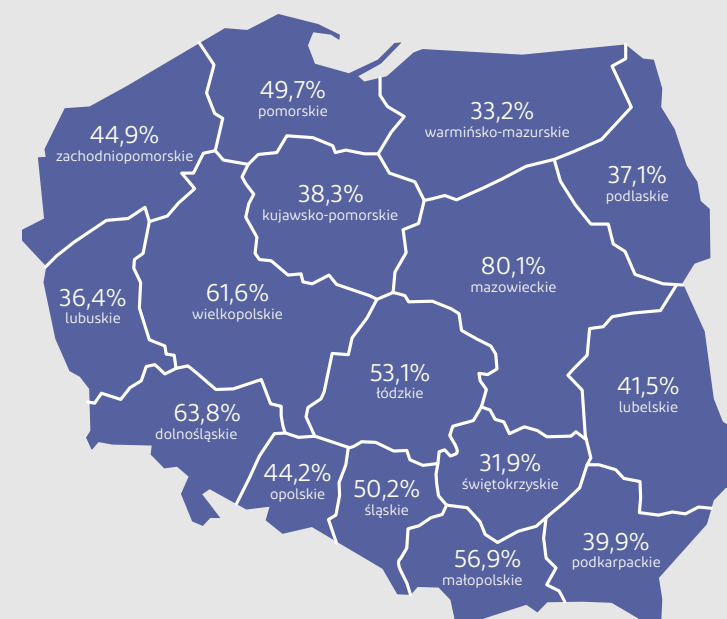 49,7%
pomorskie
33,2%
warmińsko-mazurskie
44,9%
zachodniopomorskie
37,1%
podlaskie
38,3%
kujawsko-pomorskie
80,1%
mazowieckie
36,4%
lubuskie
61,6%
wielkopolskie
53,1%
łódzkie
41,5%
lubelskie
63,8%
dolnośląskie
44,2%
opolskie
50,2%
śląskie
31,9%
świętokrzyskie
56,9%
małopolskie
39,9%
podkarpackie